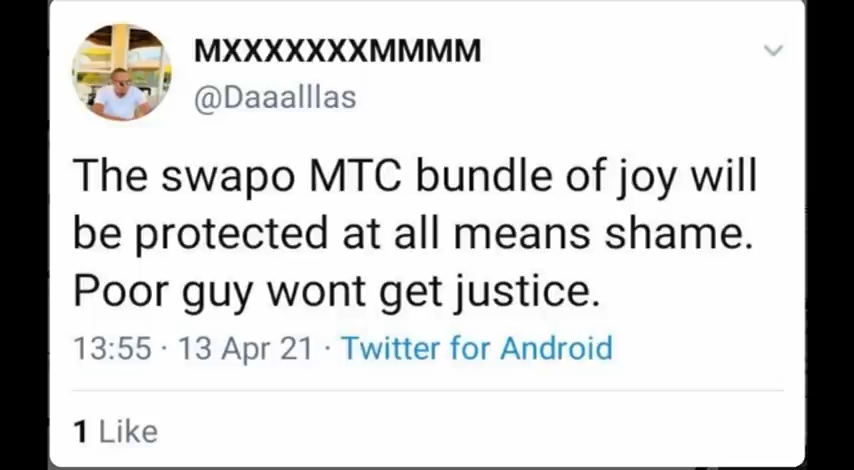 MXXXXXXXMMMM
@Daaalllas
The swapo MTC bundle of joy will
be protected at all means shame.
Poor guy wont get justice.
13:55 · 13 Apr 21 · Twitter for Android
1 Like